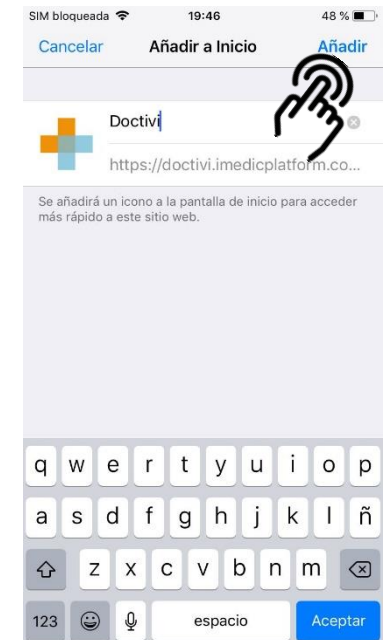 SIM bloqueada 19:46 48 %
Cancelar Añadir a Inicio Añadir
Doctivi
https://doctivi.imedicplatform.co...
Se añadirá un icono a la pantalla de inicio para acceder
más rápido a este sitio web.
q w e r t y u i o p
a s d f g h j k l ñ
z x c v b n m
123 espacio Aceptar